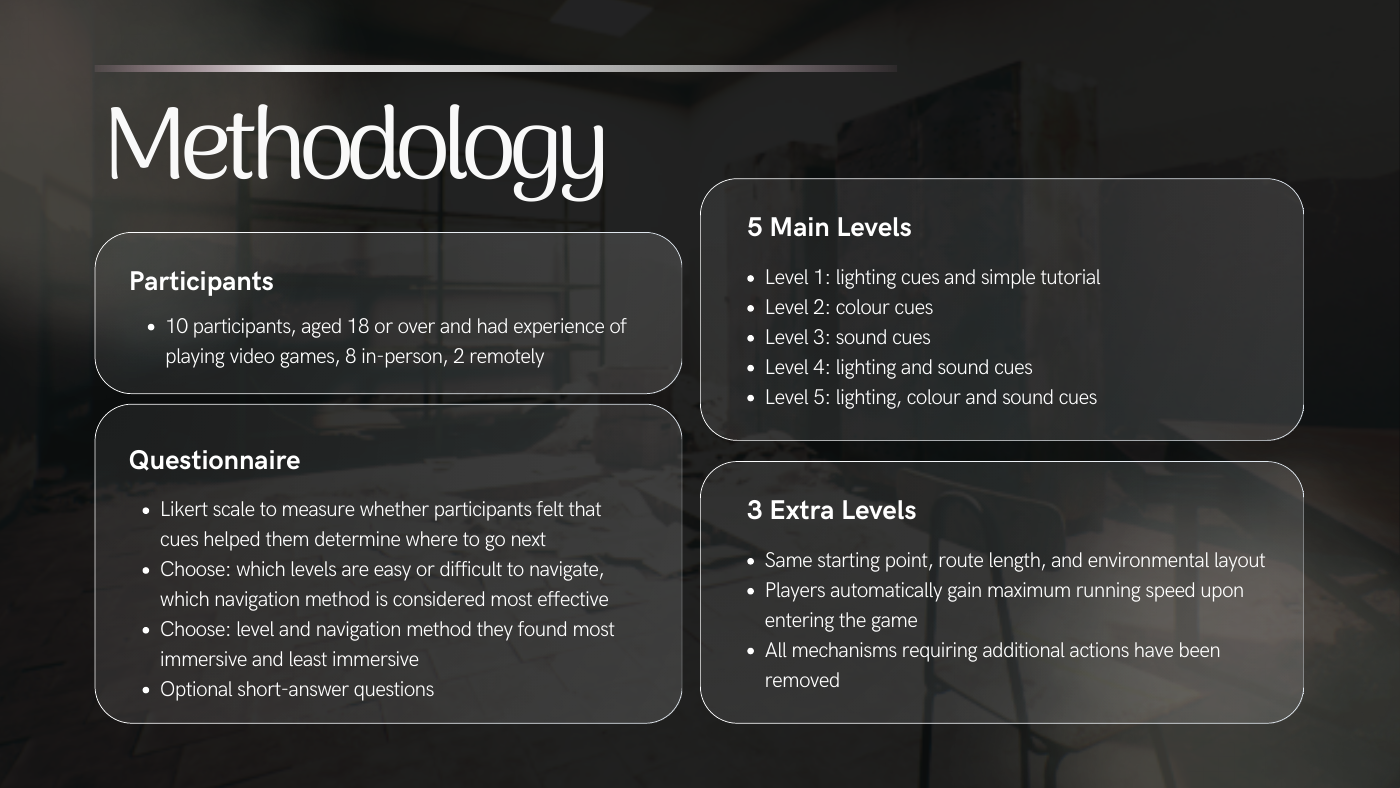 Methodology
Participants
• 10 participants, aged 18 or over and had experience of
playing video games, 8 in-person, 2 remotely
Questionnaire
• Likert scale to measure whether participants felt that
cues helped them determine where to go next
• Choose: which levels are easy or difficult to navigate,
which navigation method is considered most effective
• Choose: level and navigation method they found most
immersive and least immersive
• Optional short-answer questions
5 Main Levels
• Level 1: lighting cues and simple tutorial
• Level 2: colour cues
• Level 3: sound cues
• Level 4: lighting and sound cues
• Level 5: lighting, colour and sound cues
3 Extra Levels
• Same starting point, route length, and environmental layout
• Players automatically gain maximum running speed upon
entering the game
• All mechanisms requiring additional actions have been
removed